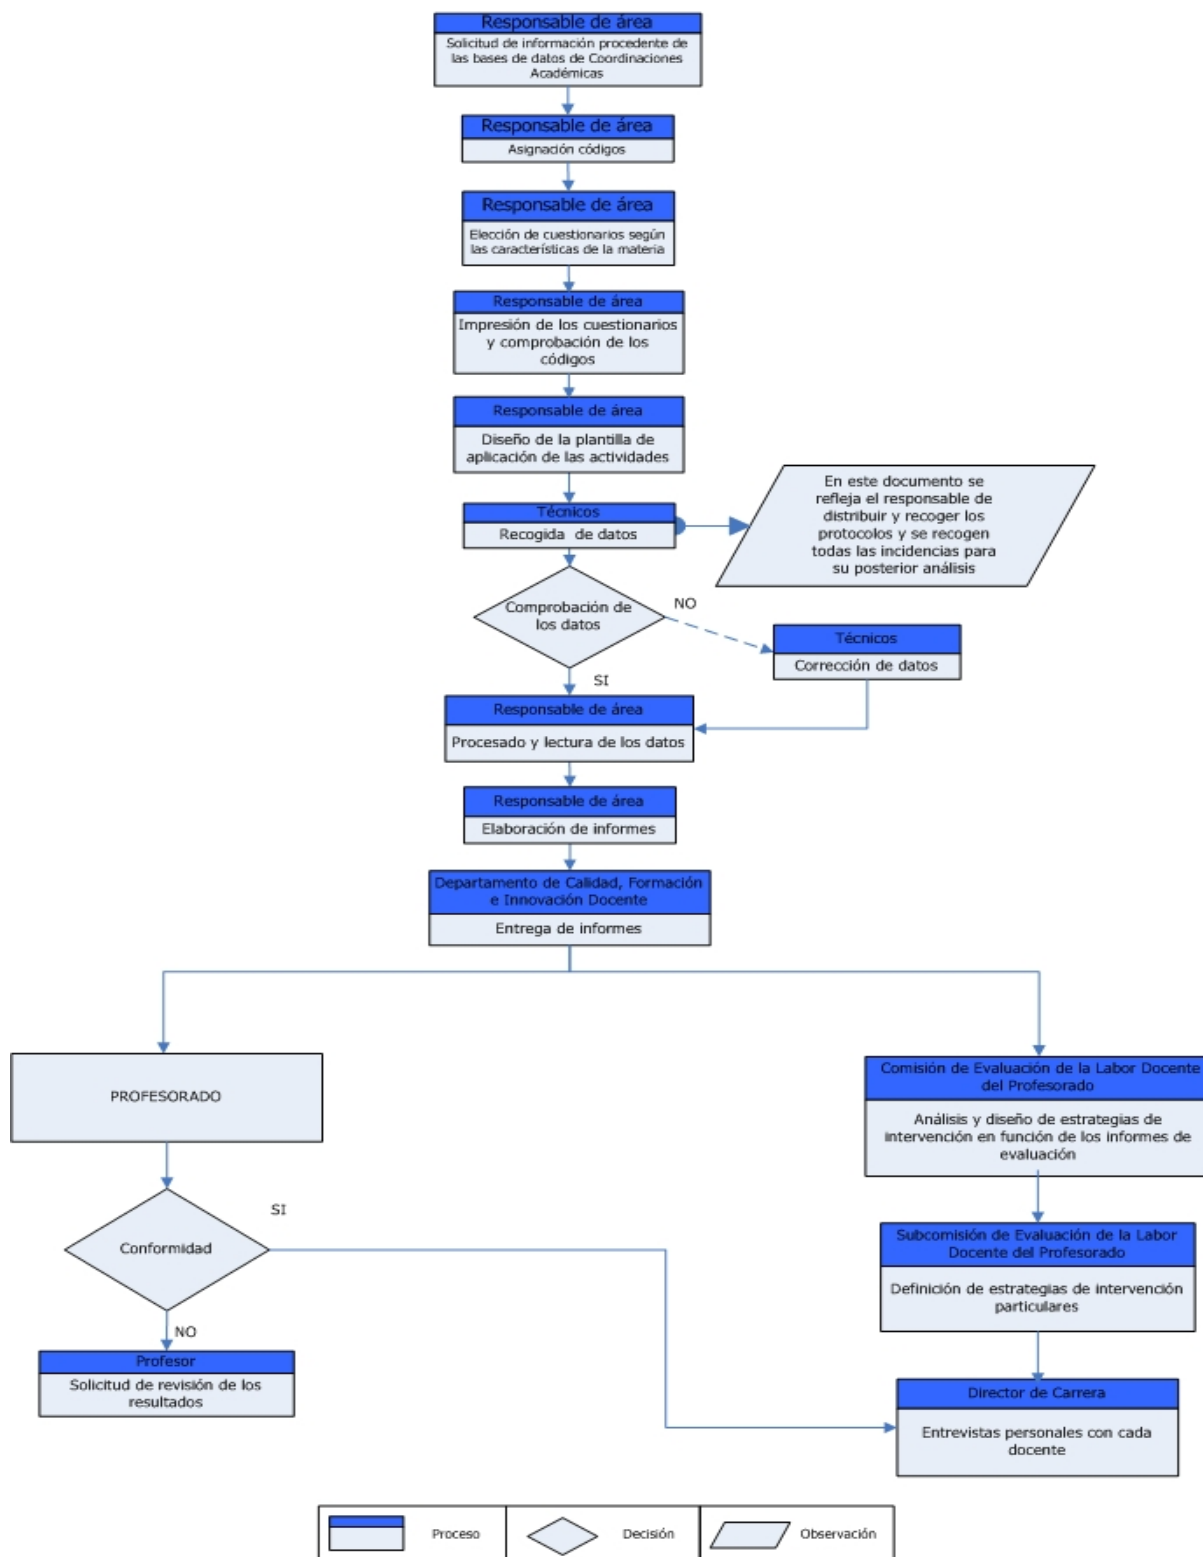 Responsable de área
Solicitud de información procedente de
las bases de datos de Coordinaciones
Académicas
Responsable de área
Asignación códigos
Responsable de área
Elección de cuestionarios según
las características de la materia
Responsable de área
Impresión de los cuestionarios
y comprobación de los
códigos
Responsable de área
Diseño de la plantilla de
aplicación de las actividades
Técnicos
Recogida de datos
En este documento se
refleja el responsable de
distribuir y recoger los
protocolos y se recogen
todas las incidencias para
su posterior análisis
Comprobación de
los datos
NO
Técnicos
Corrección de datos
SI
Responsable de área
Procesado y lectura de los datos
Responsable de área
Elaboración de informes
Departamento de Calidad, Formación
e Innovación Docente
Entrega de informes
PROFESORADO
Comisión de Evaluación de la Labor Docente
del Profesorado
Análisis y diseño de estrategias de
intervención en función de los informes de
evaluación
Conformidad
SI
NO
Subcomisión de Evaluación de la Labor
Docente del Profesorado
Definición de estrategias de intervención
particulares
Profesor
Solicitud de revisión de los
resultados
Director de Carrera
Entrevistas personales con cada
docente
Proceso
Decisión
Observación